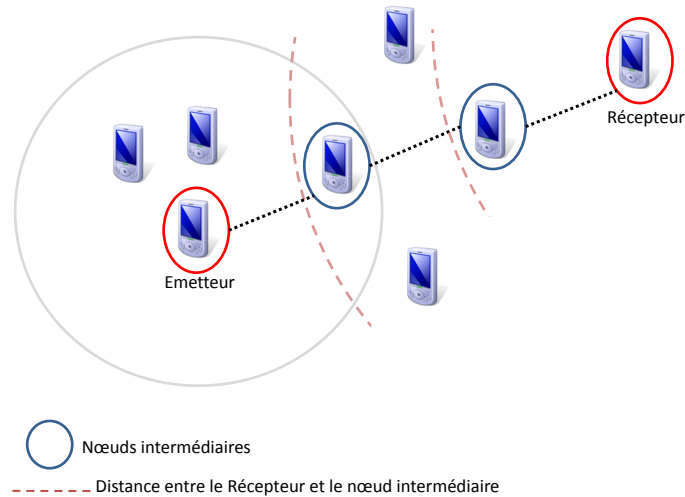 Récepteur
Emetteur
Nœuds intermédiaires
Distance entre le Récepteur et le nœud intermédiaire